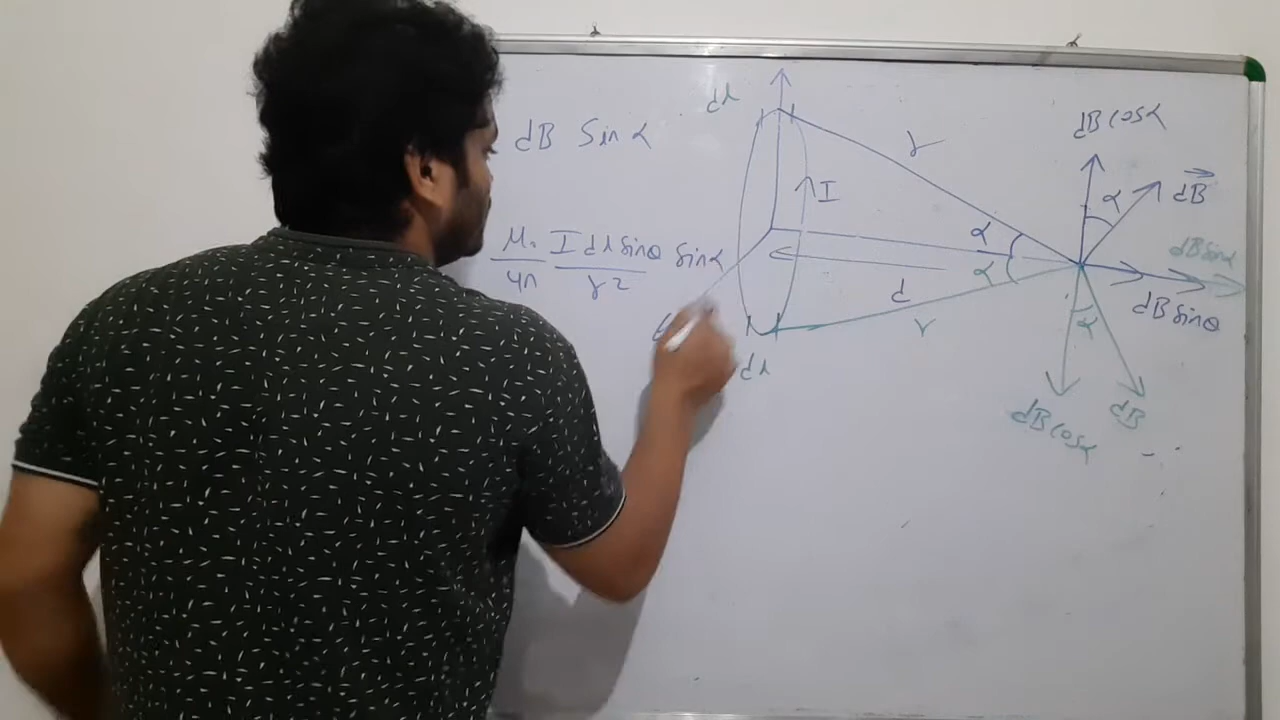 dB Sinα
μ₀/4π I dl sinθ/r² sinα
dl
I
r
α
α
d
r
dl
dB cosα
α
dB
dB sinα
dB sinθ
α
dB cosα
dB